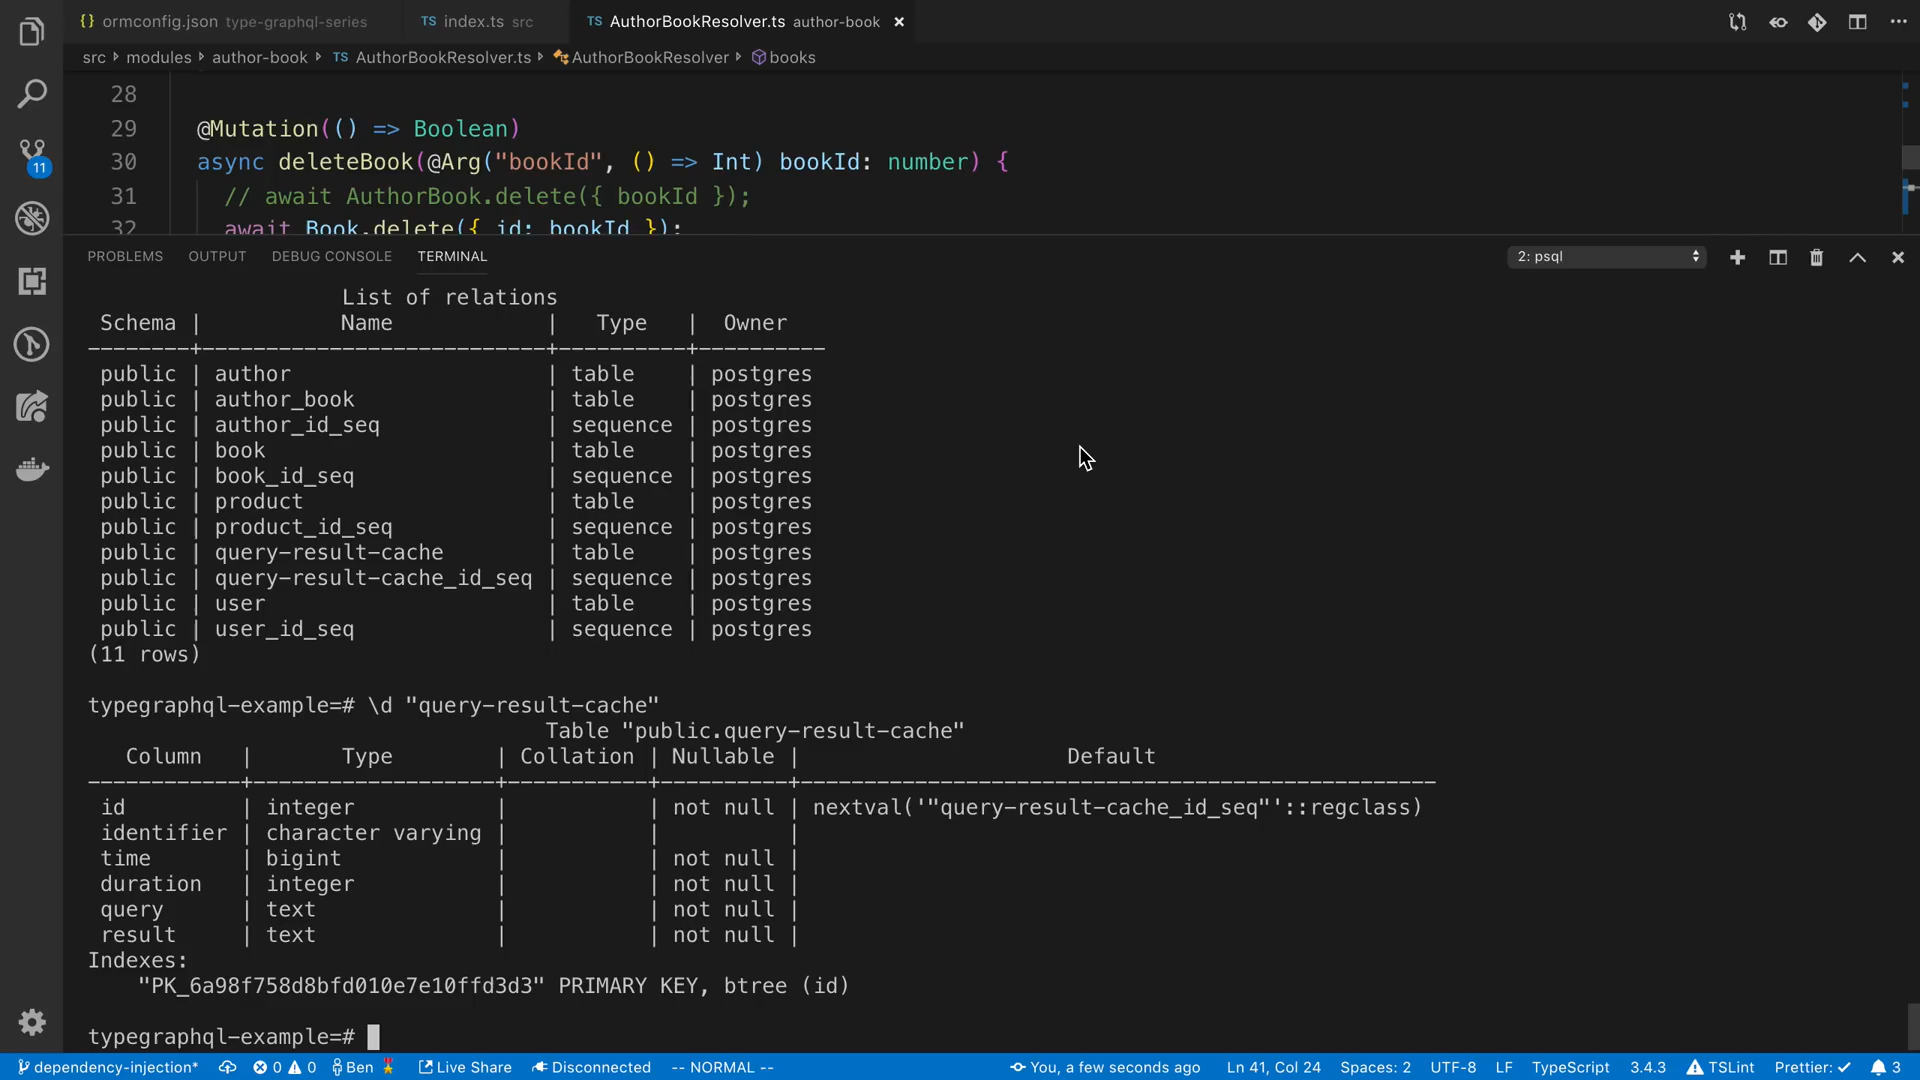 {} ormconfig.json type-graphql-series TS index.ts src TS AuthorBookResolver.ts author-book ×
src modules author-book TS AuthorBookResolver.ts AuthorBookResolver books
28
29 @Mutation(() => Boolean)
30 async deleteBook(@Arg("bookId", () => Int) bookId: number) {
31 // await AuthorBook.delete({ bookId });
32 await Book.delete({ id: bookId });
11
PROBLEMS OUTPUT DEBUG CONSOLE TERMINAL 2: psql
List of relations
Schema | Name | Type | Owner
--------+---------------------------+----------+----------
public | author | table | postgres
public | author_book | table | postgres
public | author_id_seq | sequence | postgres
public | book | table | postgres
public | book_id_seq | sequence | postgres
public | product | table | postgres
public | product_id_seq | sequence | postgres
public | query-result-cache | table | postgres
public | query-result-cache_id_seq | sequence | postgres
public | user | table | postgres
public | user_id_seq | sequence | postgres
(11 rows)
typegraphql-example=# \d "query-result-cache"
Table "public.query-result-cache"
Column | Type | Collation | Nullable | Default
------------+-------------------+-----------+----------+--------------------------------------------------
id | integer | | not null | nextval('"query-result-cache_id_seq"'::regclass)
identifier | character varying | | |
time | bigint | | not null |
duration | integer | | not null |
query | text | | not null |
result | text | | not null |
Indexes:
"PK_6a98f758d8bfd010e7e10ffd3d3" PRIMARY KEY, btree (id)
typegraphql-example=#
dependency-injection* 0 0 Ben Live Share Disconnected -- NORMAL -- You, a few seconds ago Ln 41, Col 24 Spaces: 2 UTF-8 LF TypeScript 3.4.3 TSLint Prettier: ✓ 3